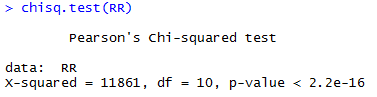 > chisq.test(RR)
Pearson's Chi-squared test
data:  RR
X-squared = 11861, df = 10, p-value < 2.2e-16